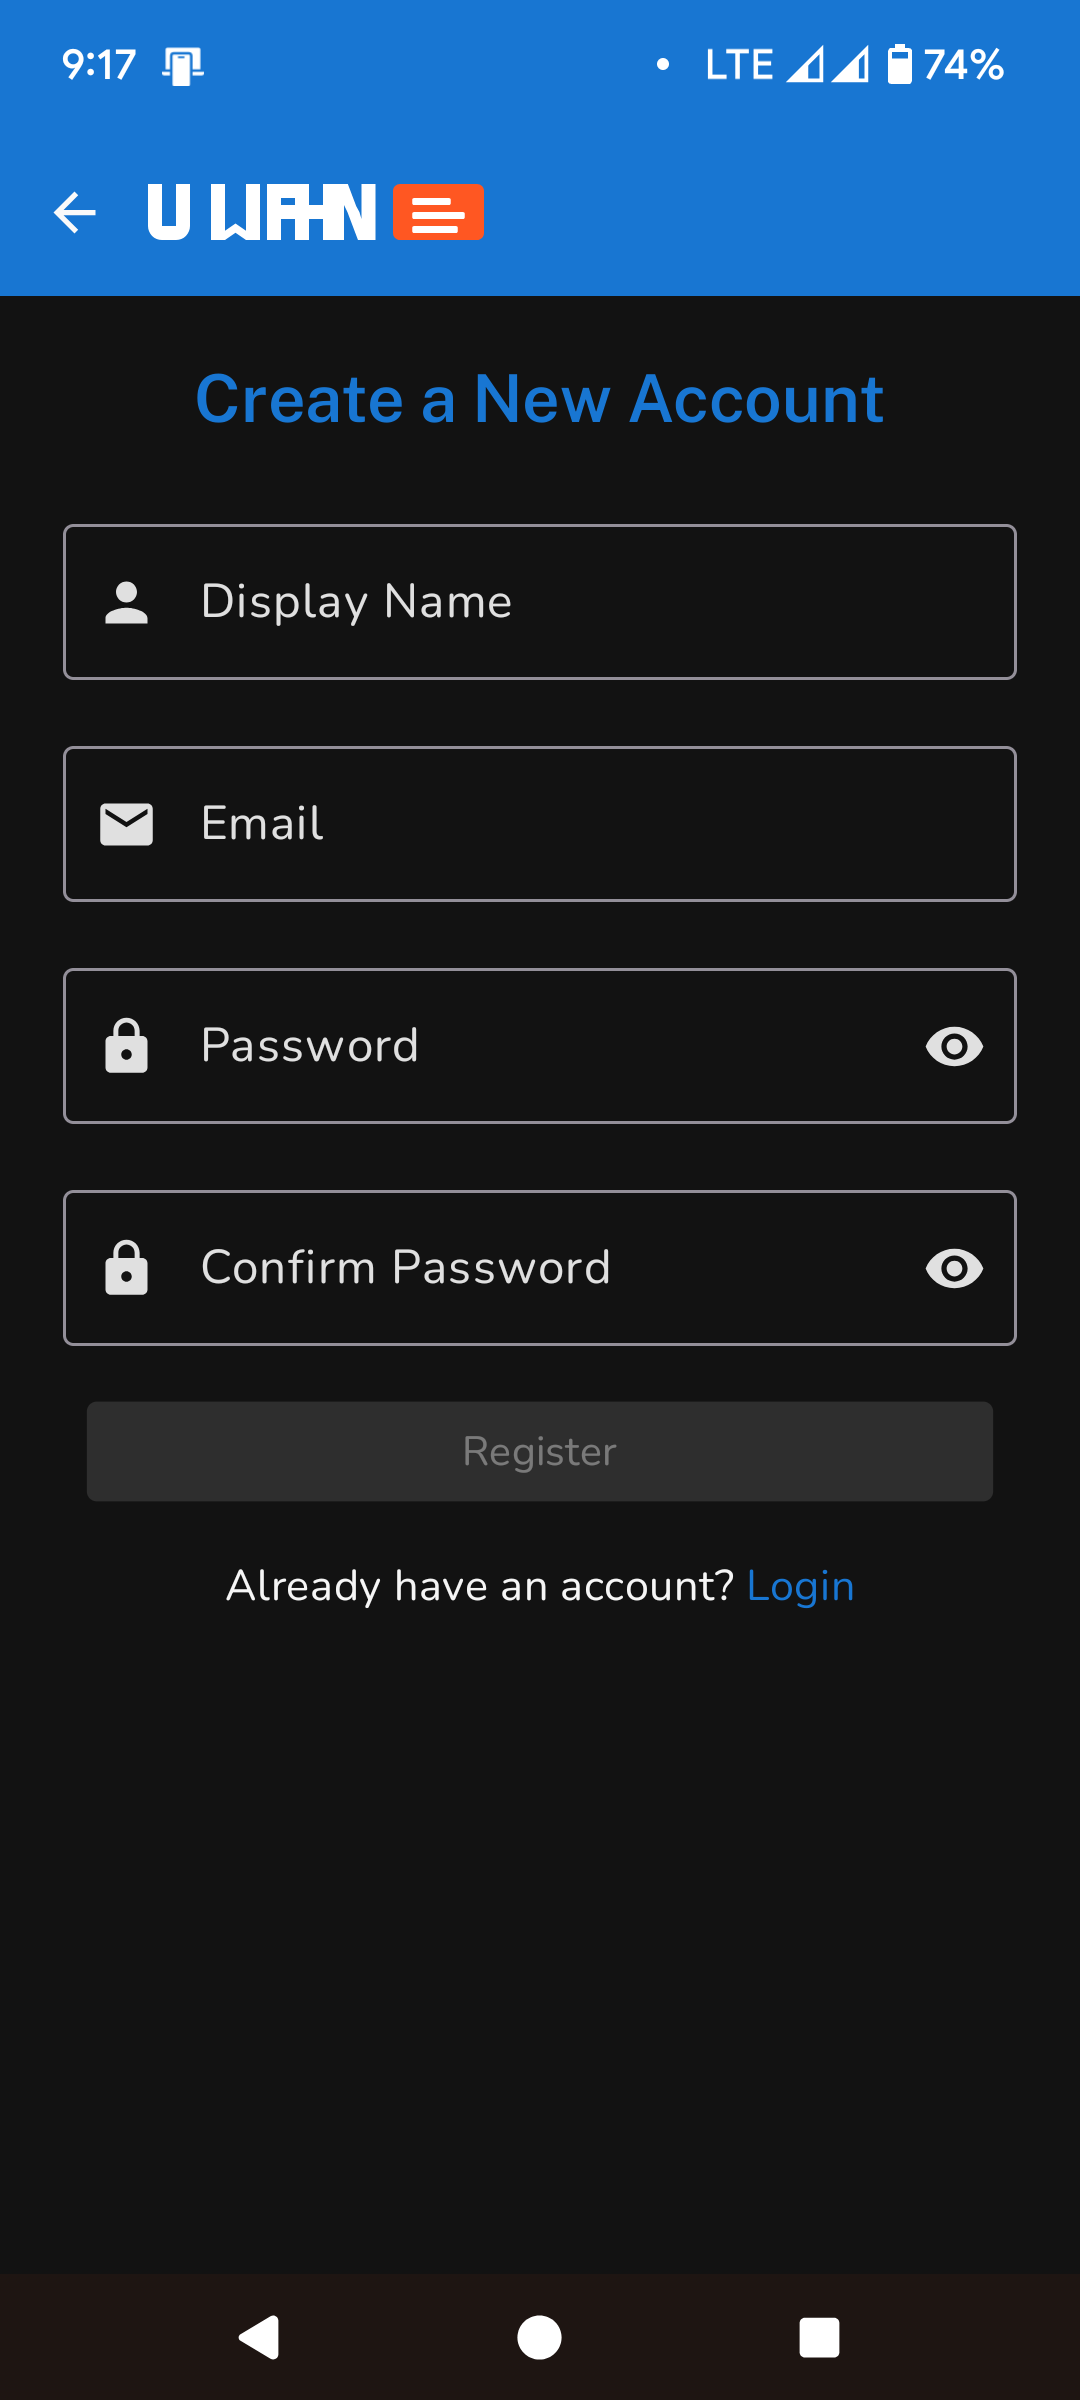 9:17 LTE 74%
U WAHN
Create a New Account
Display Name
Email
Password
Confirm Password
Register
Already have an account? Login